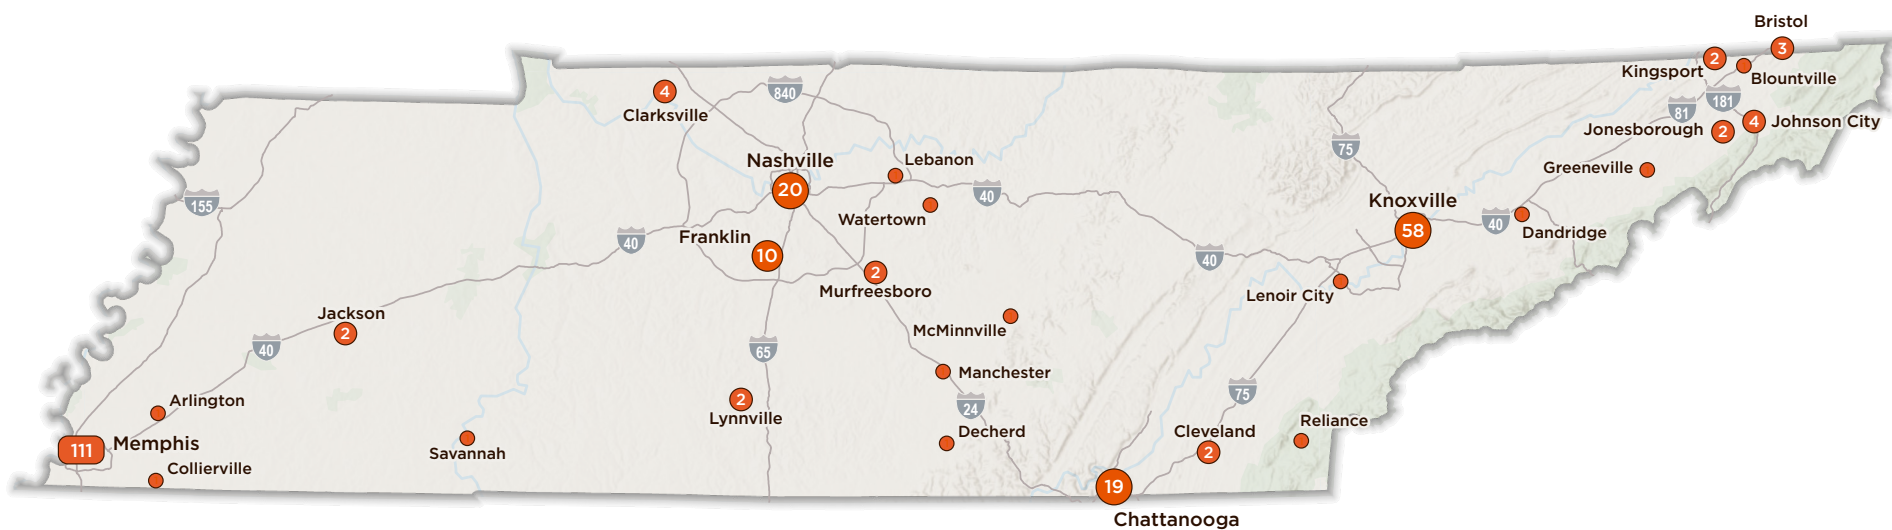 Bristol
3
2
Kingsport
Blountville
4
Clarksville
840
181
81
Jonesborough
2
4
Johnson City
Nashville
20
Lebanon
75
Greeneville
155
40
Watertown
Knoxville
58
40
Dandridge
Franklin
10
40
40
2
Murfreesboro
Lenoir City
Jackson
2
McMinnville
40
65
Manchester
75
24
Arlington
2
Lynnville
Reliance
111
Memphis
Decherd
Cleveland
2
Savannah
Collierville
19
Chattanooga